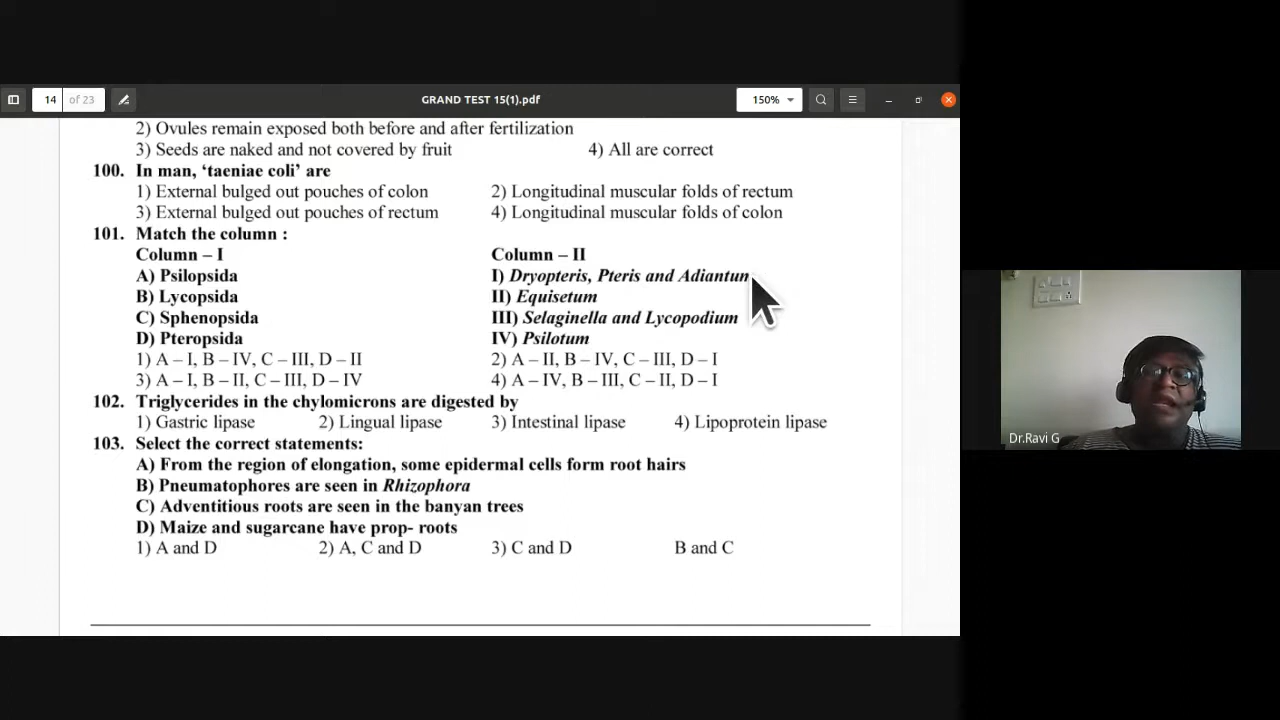 14 of 23 GRAND TEST 15(1).pdf 150%
2) Ovules remain exposed both before and after fertilization
3) Seeds are naked and not covered by fruit 4) All are correct
100. In man, ‘taeniae coli’ are
1) External bulged out pouches of colon 2) Longitudinal muscular folds of rectum
3) External bulged out pouches of rectum 4) Longitudinal muscular folds of colon
101. Match the column :
Column – I Column – II
A) Psilopsida I) Dryopteris, Pteris and Adiantun
B) Lycopsida II) Equisetum
C) Sphenopsida III) Selaginella and Lycopodium
D) Pteropsida IV) Psilotum
1) A – I, B – IV, C – III, D – II 2) A – II, B – IV, C – III, D – I
3) A – I, B – II, C – III, D – IV 4) A – IV, B – III, C – II, D – I
102. Triglycerides in the chylomicrons are digested by
1) Gastric lipase 2) Lingual lipase 3) Intestinal lipase 4) Lipoprotein lipase
103. Select the correct statements:
A) From the region of elongation, some epidermal cells form root hairs
B) Pneumatophores are seen in Rhizophora
C) Adventitious roots are seen in the banyan trees
D) Maize and sugarcane have prop- roots
1) A and D 2) A, C and D 3) C and D B and C
Dr.Ravi G